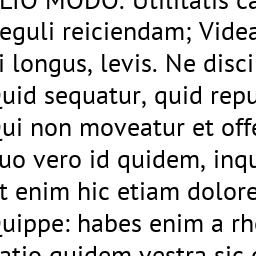 LIO MODO. Utilitatis ca
eguli reiciendam; Videa
i longus, levis. Ne disci
uid sequatur, quid repu
ui non moveatur et offe
uo vero id quidem, inqu
t enim hic etiam dolore
uippe: habes enim a rhe
atio quidem vestra sic